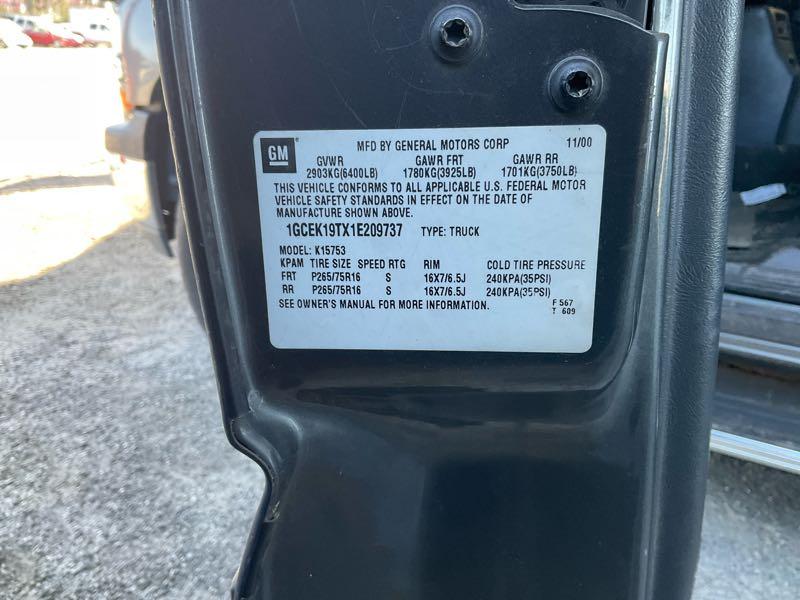 GM ® MFD BY GENERAL MOTORS CORP 11/00
GVWR GAWR FRT GAWR RR
2903KG(6400LB) 1780KG(3925LB) 1701KG(3750LB)
THIS VEHICLE CONFORMS TO ALL APPLICABLE U.S. FEDERAL MOTOR
VEHICLE SAFETY STANDARDS IN EFFECT ON THE DATE OF
MANUFACTURE SHOWN ABOVE.
1GCEK19TX1E209737 TYPE: TRUCK
MODEL: K15753
KPAM TIRE SIZE SPEED RTG RIM COLD TIRE PRESSURE
FRT P265/75R16 S 16X7/6.5J 240KPA(35PSI)
RR P265/75R16 S 16X7/6.5J 240KPA(35PSI)
SEE OWNER'S MANUAL FOR MORE INFORMATION. F 567
T 609